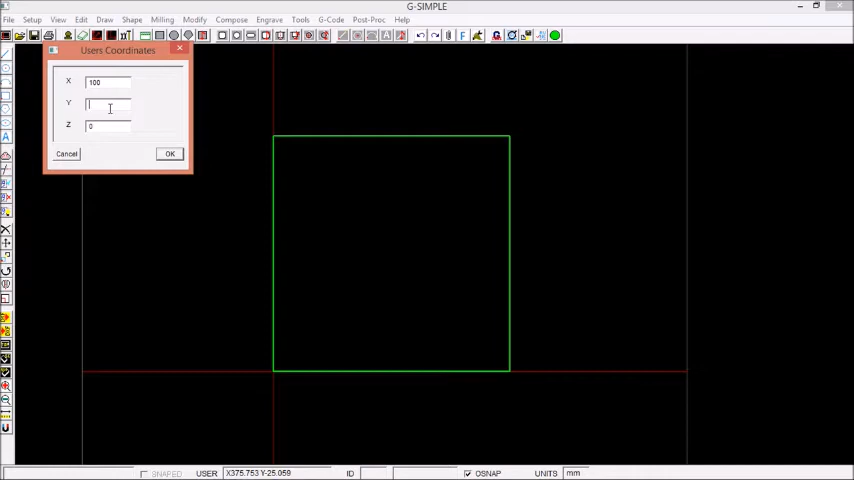 G-SIMPLE
File Setup View Edit Draw Shape Milling Modify Compose Engrave Tools G-Code Post-Proc Help
Users Coordinates
X 100
Y
Z 0
Cancel OK
SNAPED USER X375.753 Y-25.059 ID OSNAP UNITS mm